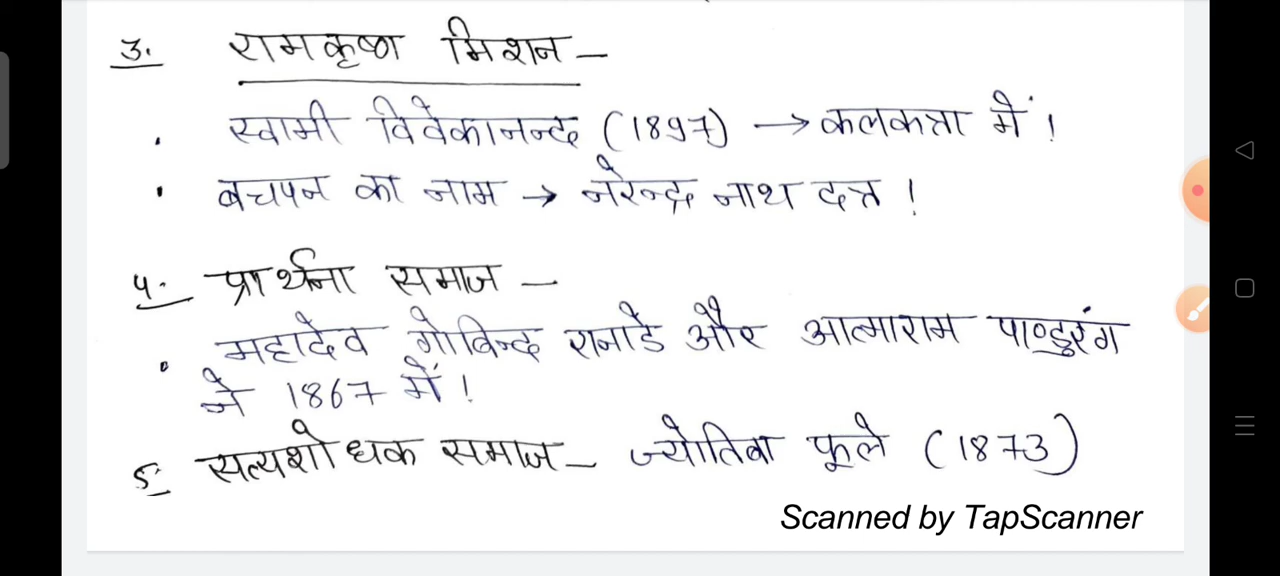 3. रामकृष्ण मिशन –
• स्वामी विवेकानन्द (1897) → कलकत्ता में !
• बचपन का नाम → नरेन्द्र नाथ दत्त !
4. प्रार्थना समाज –
• महादेव गोविन्द रानाडे और आत्माराम पाण्डुरंग
ने 1867 में !
5. सत्यशोधक समाज – ज्योतिबा फूले (1873)
Scanned by TapScanner